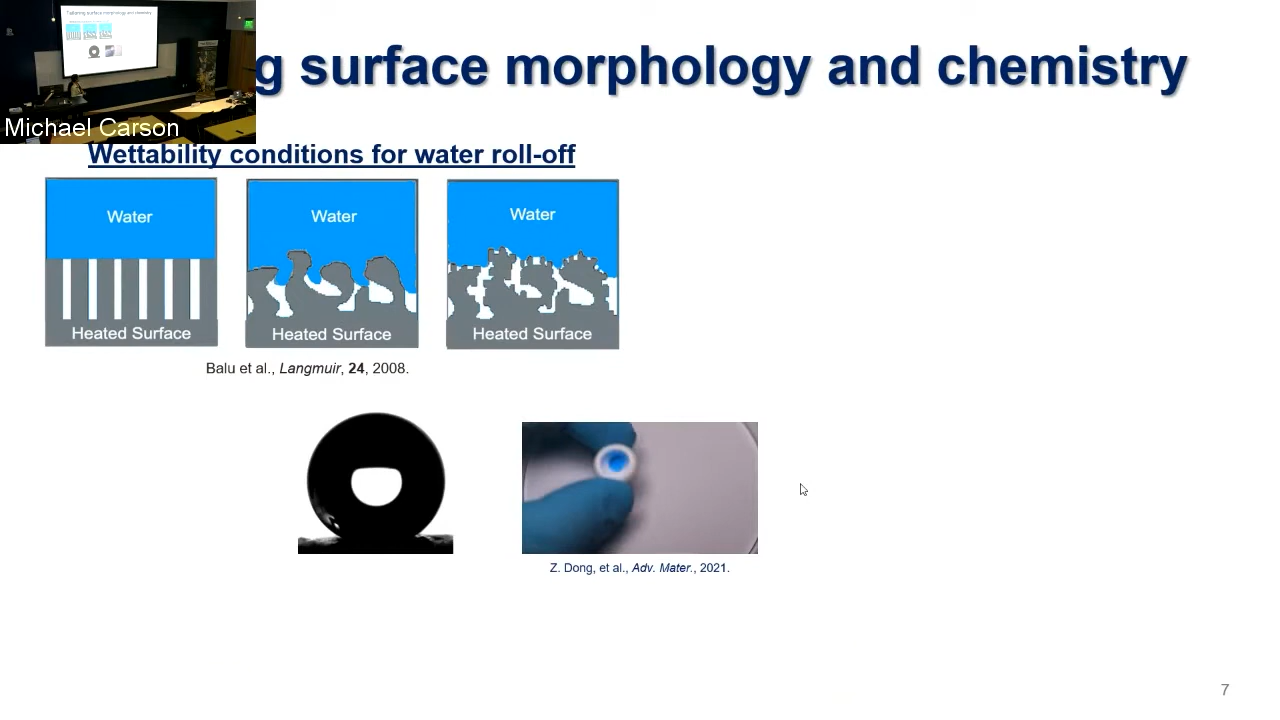 g surface morphology and chemistry
Michael Carson
Wettability conditions for water roll-off
Water
Water
Water
Heated Surface
Heated Surface
Heated Surface
Balu et al., Langmuir, 24, 2008.
Z. Dong, et al., Adv. Mater., 2021.
7